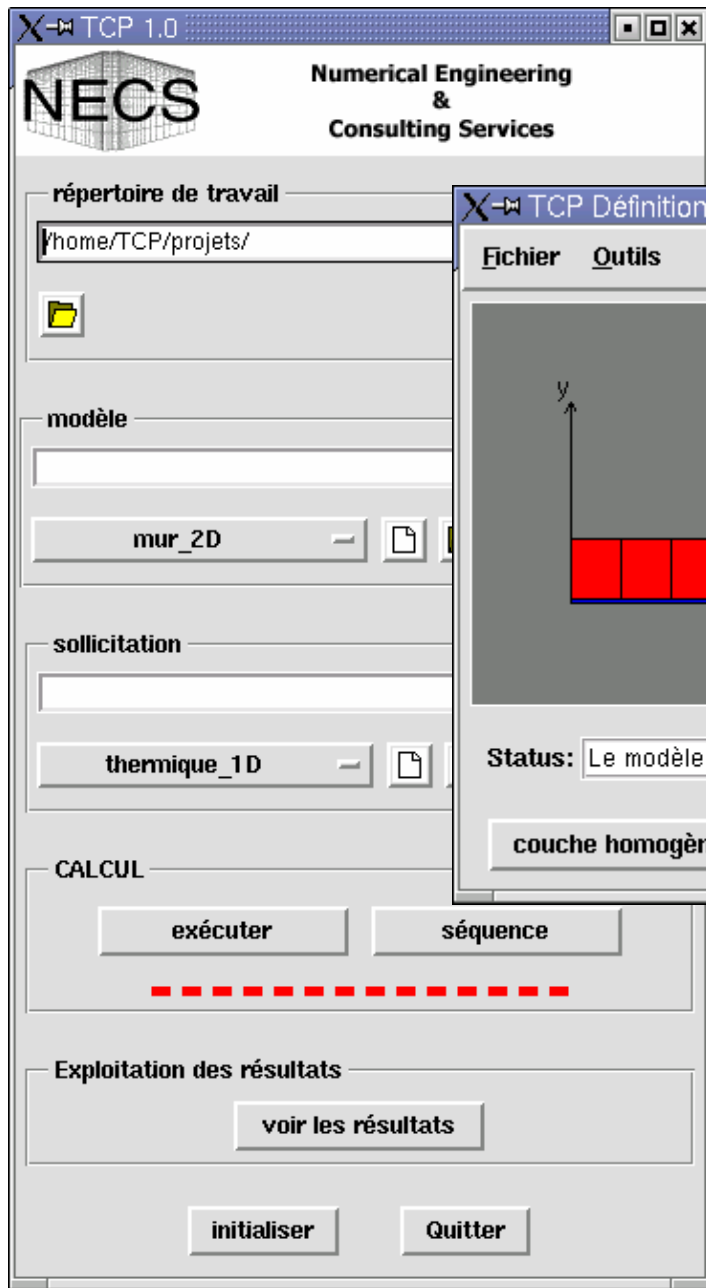 TCP 1.0
NECS
Numerical Engineering
&
Consulting Services
répertoire de travail
/home/TCP/projets/
modèle
mur_2D
sollicitation
thermique_1D
CALCUL
exécuter
séquence
Exploitation des résultats
voir les résultats
initialiser
Quitter
TCP Définition
Fichier Outils
y
Status: Le modèle
couche homogèn